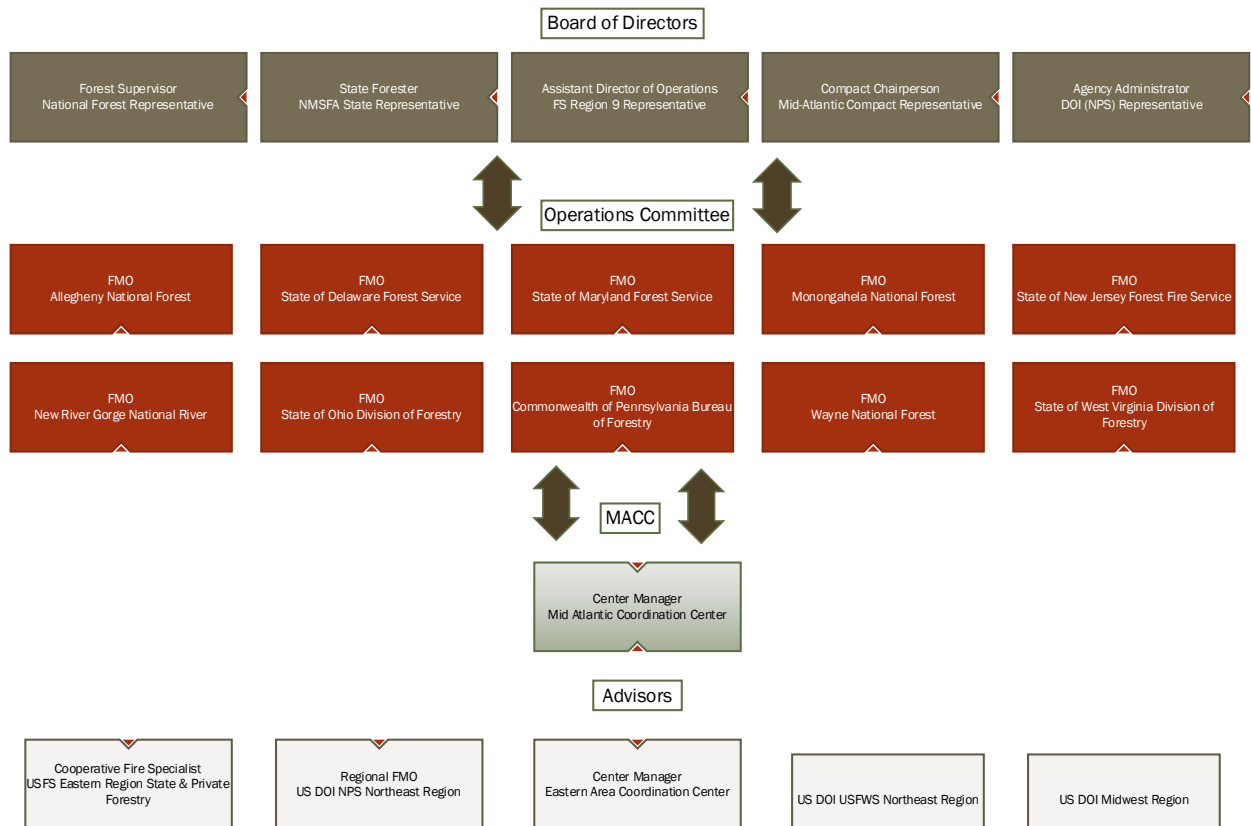 Board of Directors
Forest Supervisor
National Forest Representative
State Forester
NMSFA State Representative
Assistant Director of Operations
FS Region 9 Representative
Compact Chairperson
Mid-Atlantic Compact Representative
Agency Administrator
DOI (NPS) Representative
Operations Committee
FMO
Allegheny National Forest
FMO
State of Delaware Forest Service
FMO
State of Maryland Forest Service
FMO
Monongahela National Forest
FMO
State of New Jersey Forest Fire Service
FMO
New River Gorge National River
FMO
State of Ohio Division of Forestry
FMO
Commonwealth of Pennsylvania Bureau
of Forestry
FMO
Wayne National Forest
FMO
State of West Virginia Division of
Forestry
MACC
Center Manager
Mid Atlantic Coordination Center
Advisors
Cooperative Fire Specialist
USFS Eastern Region State & Private
Forestry
Regional FMO
US DOI NPS Northeast Region
Center Manager
Eastern Area Coordination Center
US DOI USFWS Northeast Region
US DOI Midwest Region